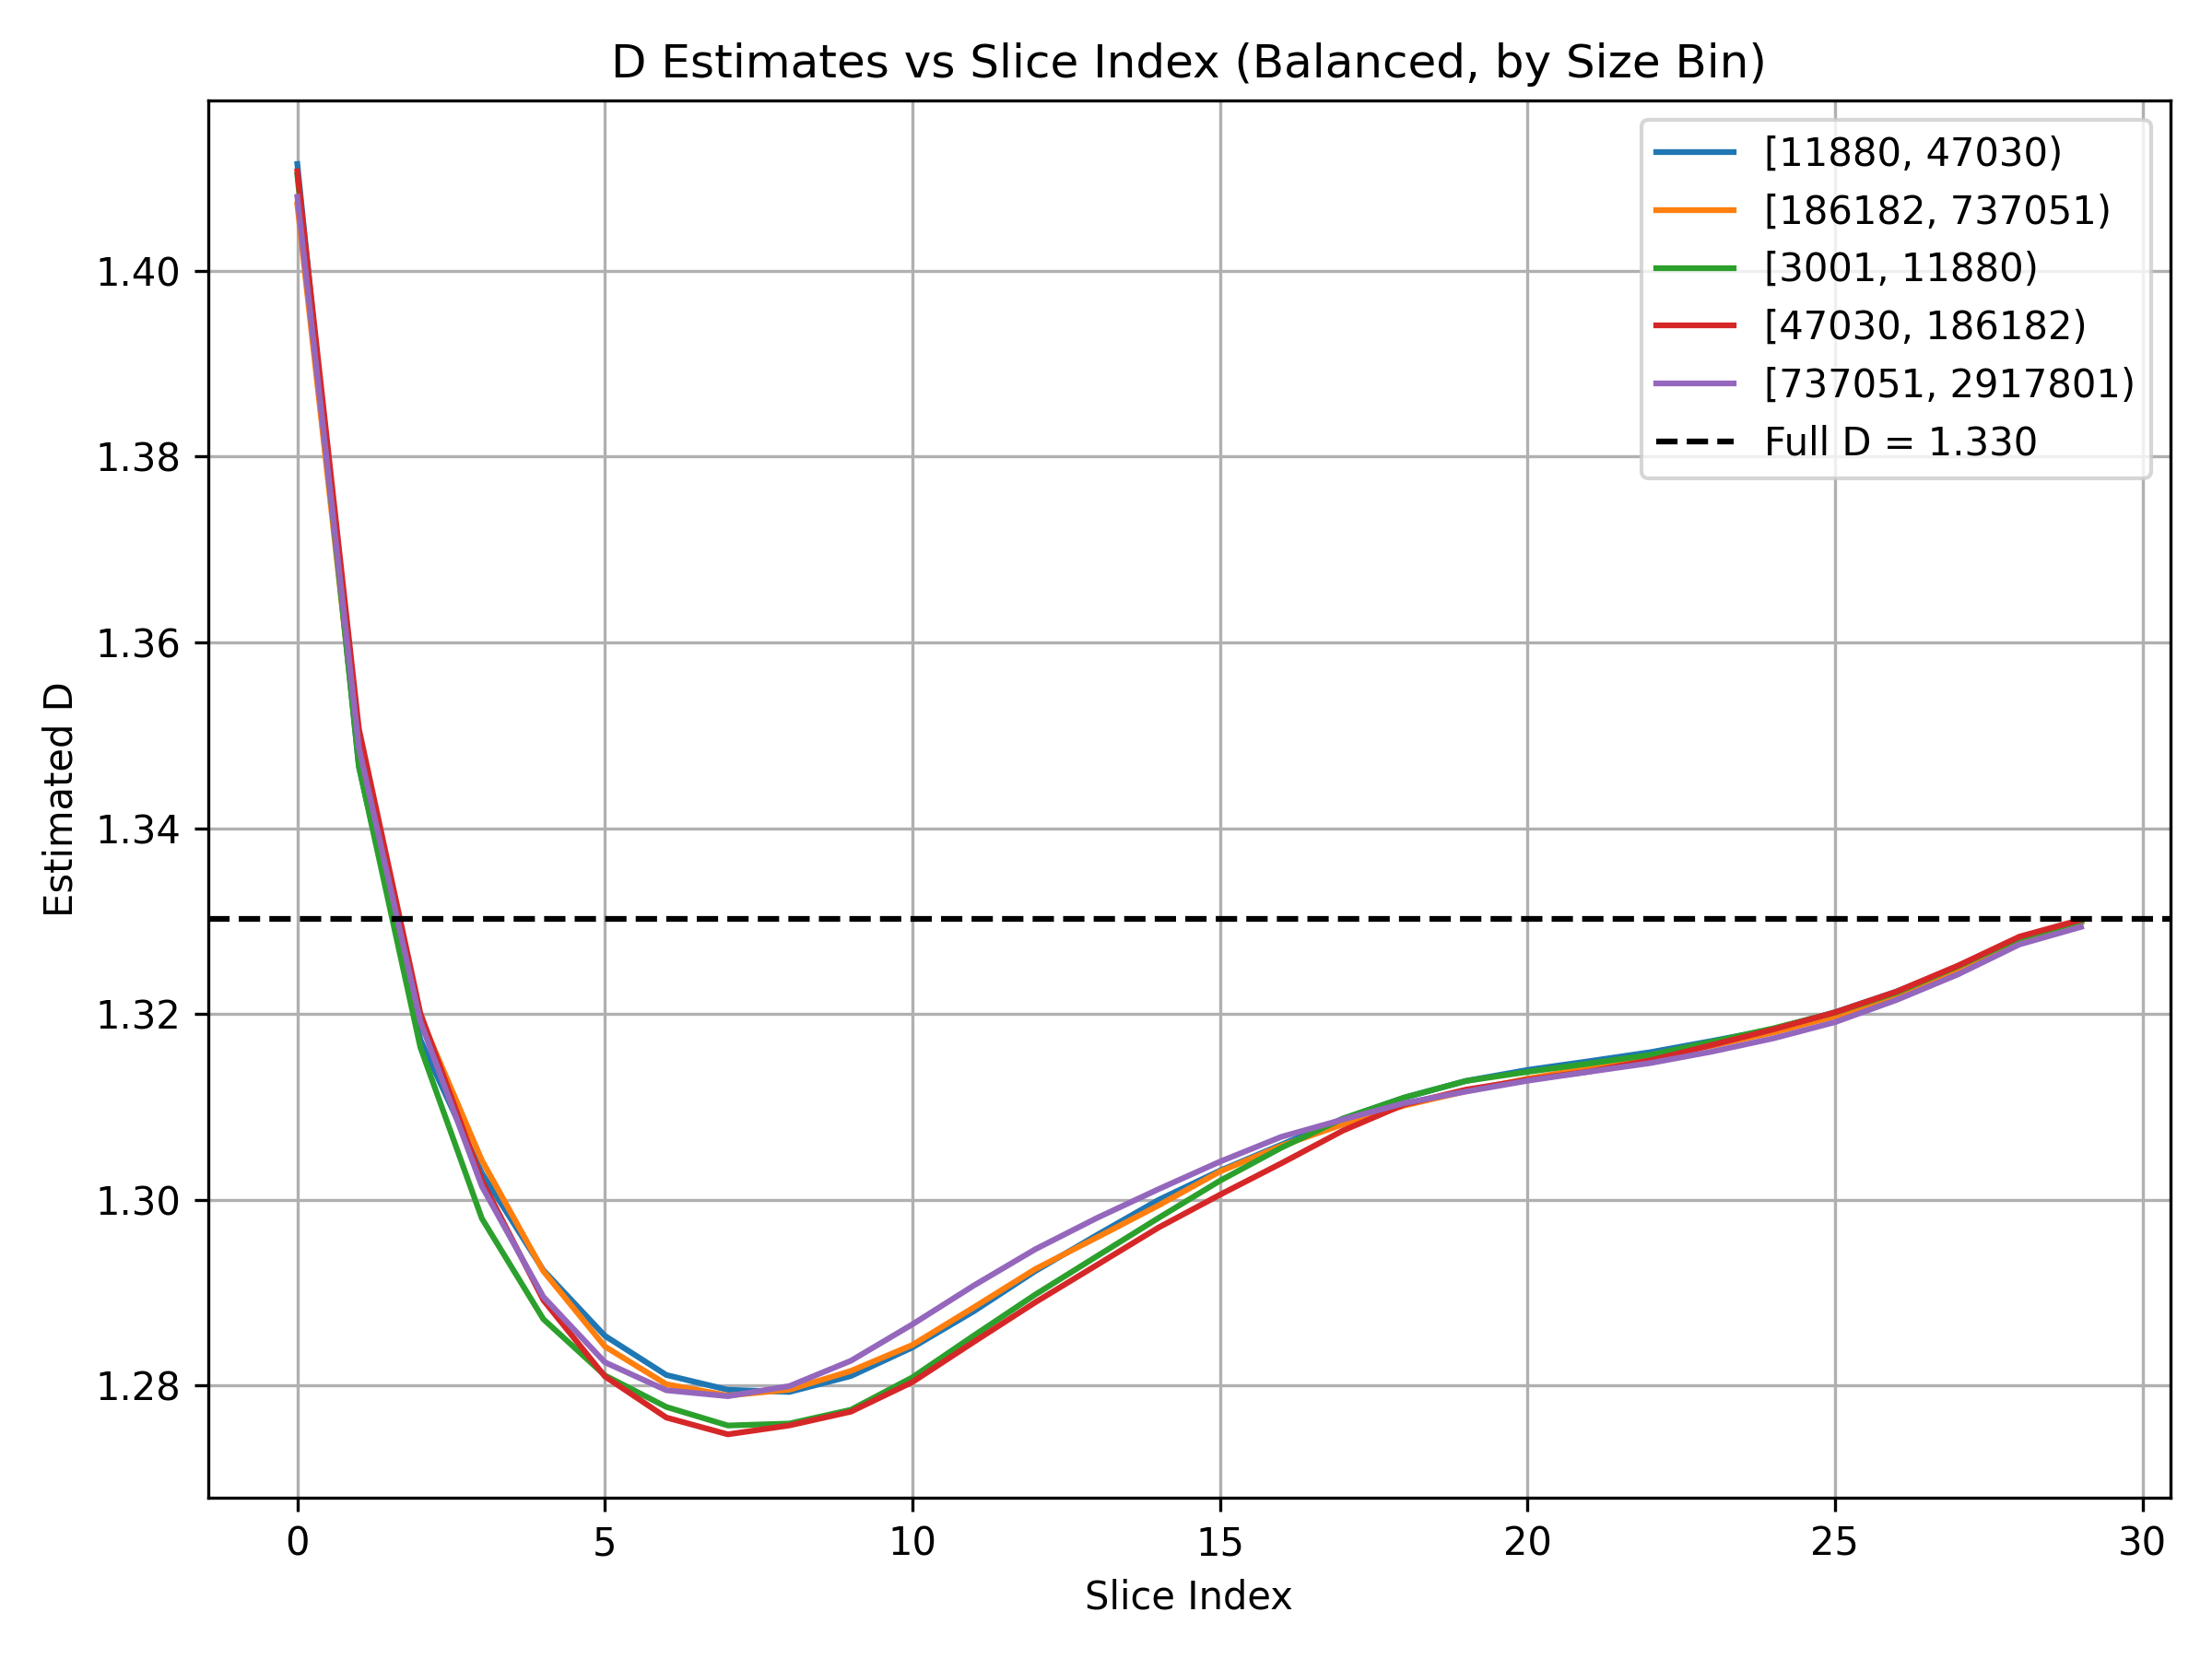 D Estimates vs Slice Index (Balanced, by Size Bin)
[11880, 47030)
[186182, 737051)
[3001, 11880)
[47030, 186182)
[737051, 2917801)
Full D = 1.330
Estimated D
1.40
1.38
1.36
1.34
1.32
1.30
1.28
0 5 10 15 20 25 30
Slice Index